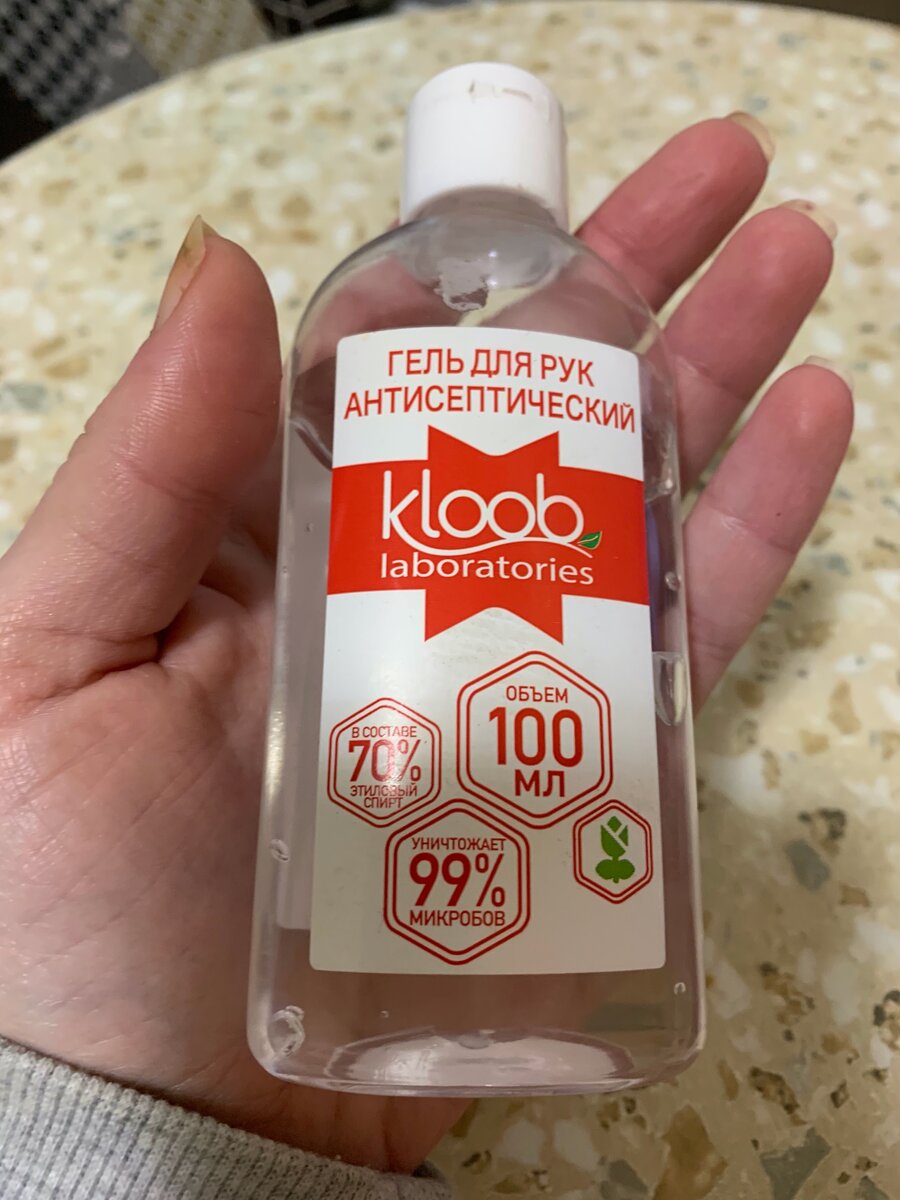 ГЕЛЬ ДЛЯ РУК
АНТИСЕПТИЧЕСКИЙ
kloob
laboratories
ОБЪЕМ
100
МЛ
В СОСТАВЕ
70%
ЭТИЛОВЫЙ
СПИРТ
УНИЧТОЖАЕТ
99%
МИКРОБОВ